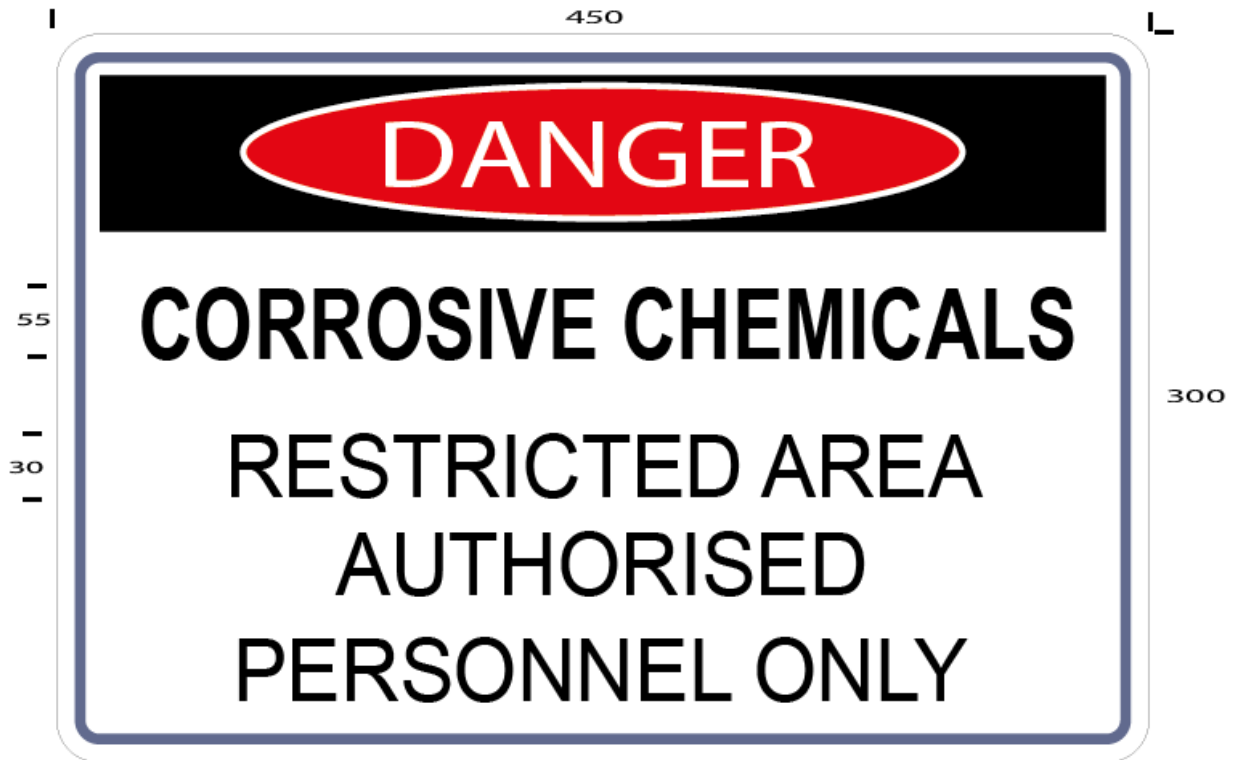 450
DANGER
55
CORROSIVE CHEMICALS
300
30
RESTRICTED AREA
AUTHORISED
PERSONNEL ONLY